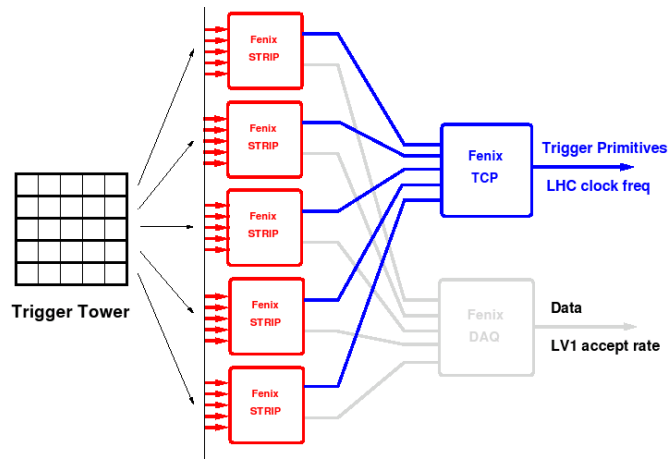 Fenix
STRIP
Fenix
STRIP
Fenix
STRIP
Fenix
STRIP
Fenix
STRIP
Trigger Tower
Fenix
TCP
Trigger Primitives
LHC clock freq
Fenix
DAQ
Data
LV1 accept rate